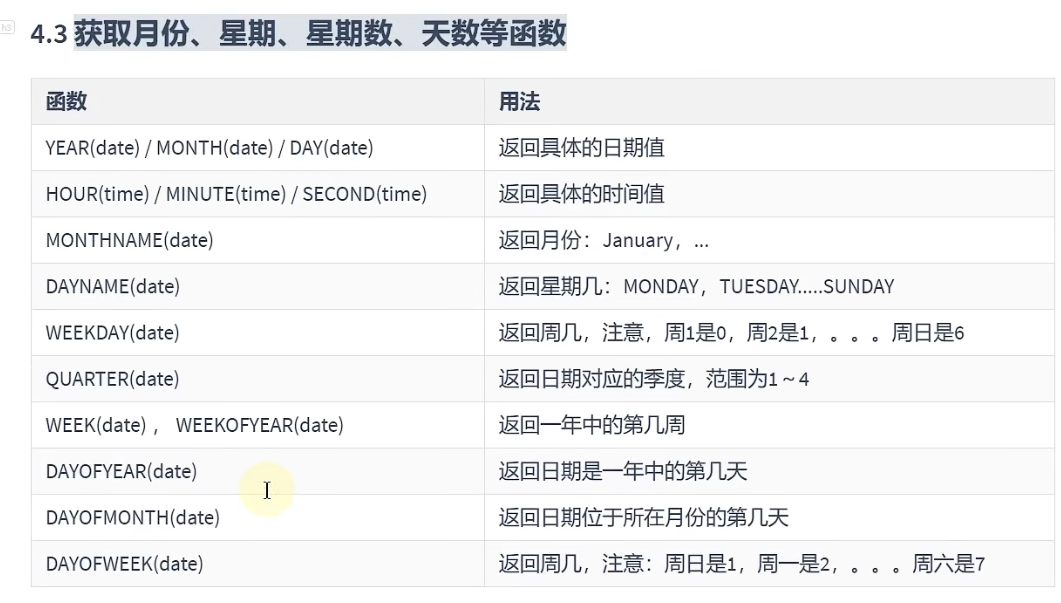 h3
4.3 获取月份、星期、星期数、天数等函数
函数 用法
YEAR(date) / MONTH(date) / DAY(date) 返回具体的日期值
HOUR(time) / MINUTE(time) / SECOND(time) 返回具体的时间值
MONTHNAME(date) 返回月份：January，...
DAYNAME(date) 返回星期几：MONDAY，TUESDAY.....SUNDAY
WEEKDAY(date) 返回周几，注意，周1是0，周2是1，。。。周日是6
QUARTER(date) 返回日期对应的季度，范围为1～4
WEEK(date) ， WEEKOFYEAR(date) 返回一年中的第几周
DAYOFYEAR(date) 返回日期是一年中的第几天
DAYOFMONTH(date) 返回日期位于所在月份的第几天
DAYOFWEEK(date) 返回周几，注意：周日是1，周一是2，。。。周六是7